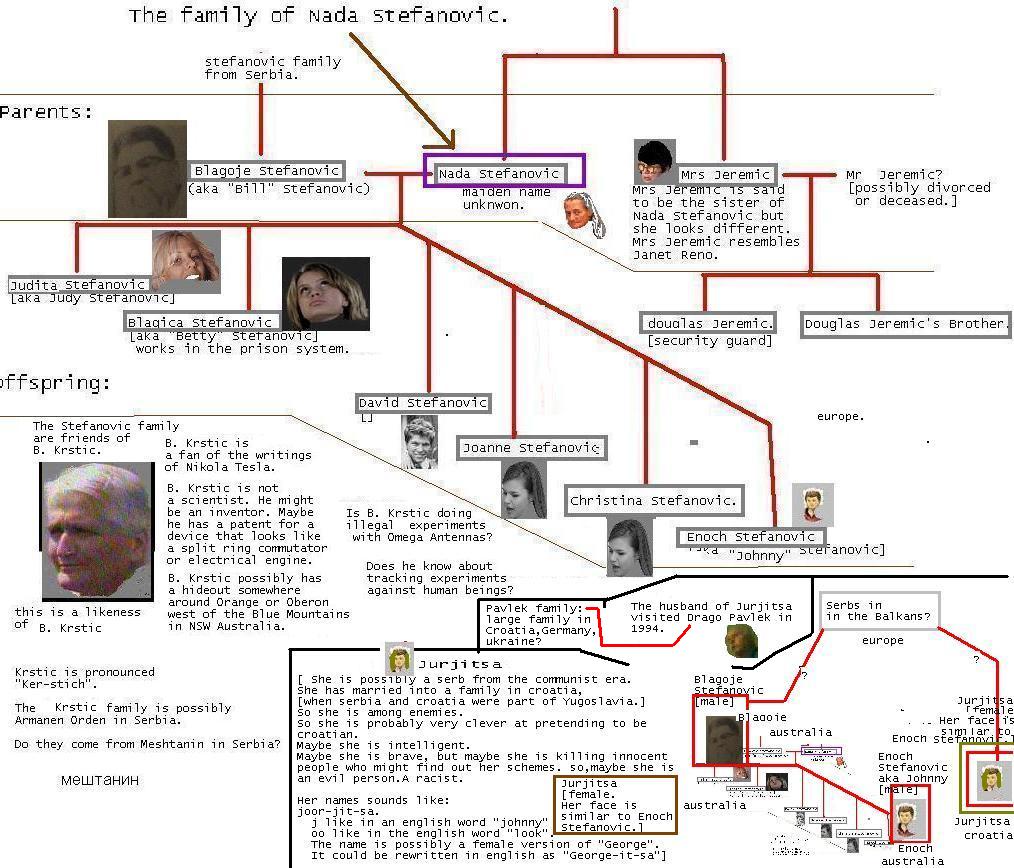 The family of Nada Stefanovic.
stefanovic family
from Serbia.
Parents:
Blagoje Stefanovic
(aka "Bill" Stefanovic)
Nada Stefanovic
maiden name
unknwon.
Mrs Jeremic
Mrs Jeremic is said
to be the sister of
Nada Stefanovic but
she looks different.
Mrs Jeremic resembles
Janet Reno.
Mr Jeremic?
[possibly divorced
or deceased.]
Judita Stefanovic
[aka Judy Stefanovic]
Blagica Stefanovic
[aka "Betty" Stefanovic]
works in the prison system.
douglas Jeremic.
[security guard]
Douglas Jeremic's Brother.
offspring:
David Stefanovic
[]
Joanne Stefanovic
Christina Stefanovic.
Enoch Stefanovic
"Johnny" Stefanovic]
europe.
The Stefanovic family
are friends of
B. Krstic.
B. Krstic is
a fan of the writings
of Nikola Tesla.
B. Krstic is not
a scientist. He might
be an inventor. Maybe
he has a patent for a
device that looks like
a split ring commutator
or electrical engine.
B. Krstic possibly has
a hideout somewhere
around Orange or Oberon
west of the Blue Mountains
in NSW Australia.
this is a likeness
of B. Krstic
Is B. Krstic doing
illegal experiments
with Omega Antennas?
Does he know about
tracking experiments
against human beings?
Krstic is pronounced
"Ker-stich".
The Krstic family is possibly
Armanen Orden in Serbia.
Do they come from Meshtanin in Serbia?
мештанин
Pavlek family:
large family in
Croatia,Germany,
ukraine?
The husband of Jurjitsa
visited Drago Pavlek in
1994.
Serbs in
in the Balkans?
europe
?
?
Jurjitsa
[ She is possibly a serb from the communist era.
She has married into a family in croatia,
[when serbia and croatia were part of Yugoslavia.]
So she is among enemies.
So she is probably very clever at pretending to be
croatian.
Maybe she is intelligent.
Maybe she is brave, but maybe she is killing innocent
people who might find out her schemes. so,maybe she is
an evil person.A racist.
Her names sounds like:
joor-jit-sa.
j like in an english word "johnny"
oo like in the english word "look".
The name is possibly a female version of "George".
It could be rewritten in english as "George-it-sa"]
Jurjitsa
[female.
Her face is
similar to Enoch
Stefanovic.]
Blagoje
Stefanovic
[male]
Blagoje
australia
australia
Enoch
Stefanovic
aka Johnny
[male]
Enoch
australia
Jurjitsa
[female
Her face is
similar to
Enoch Stefanovic.]
Jurjitsa
croatia